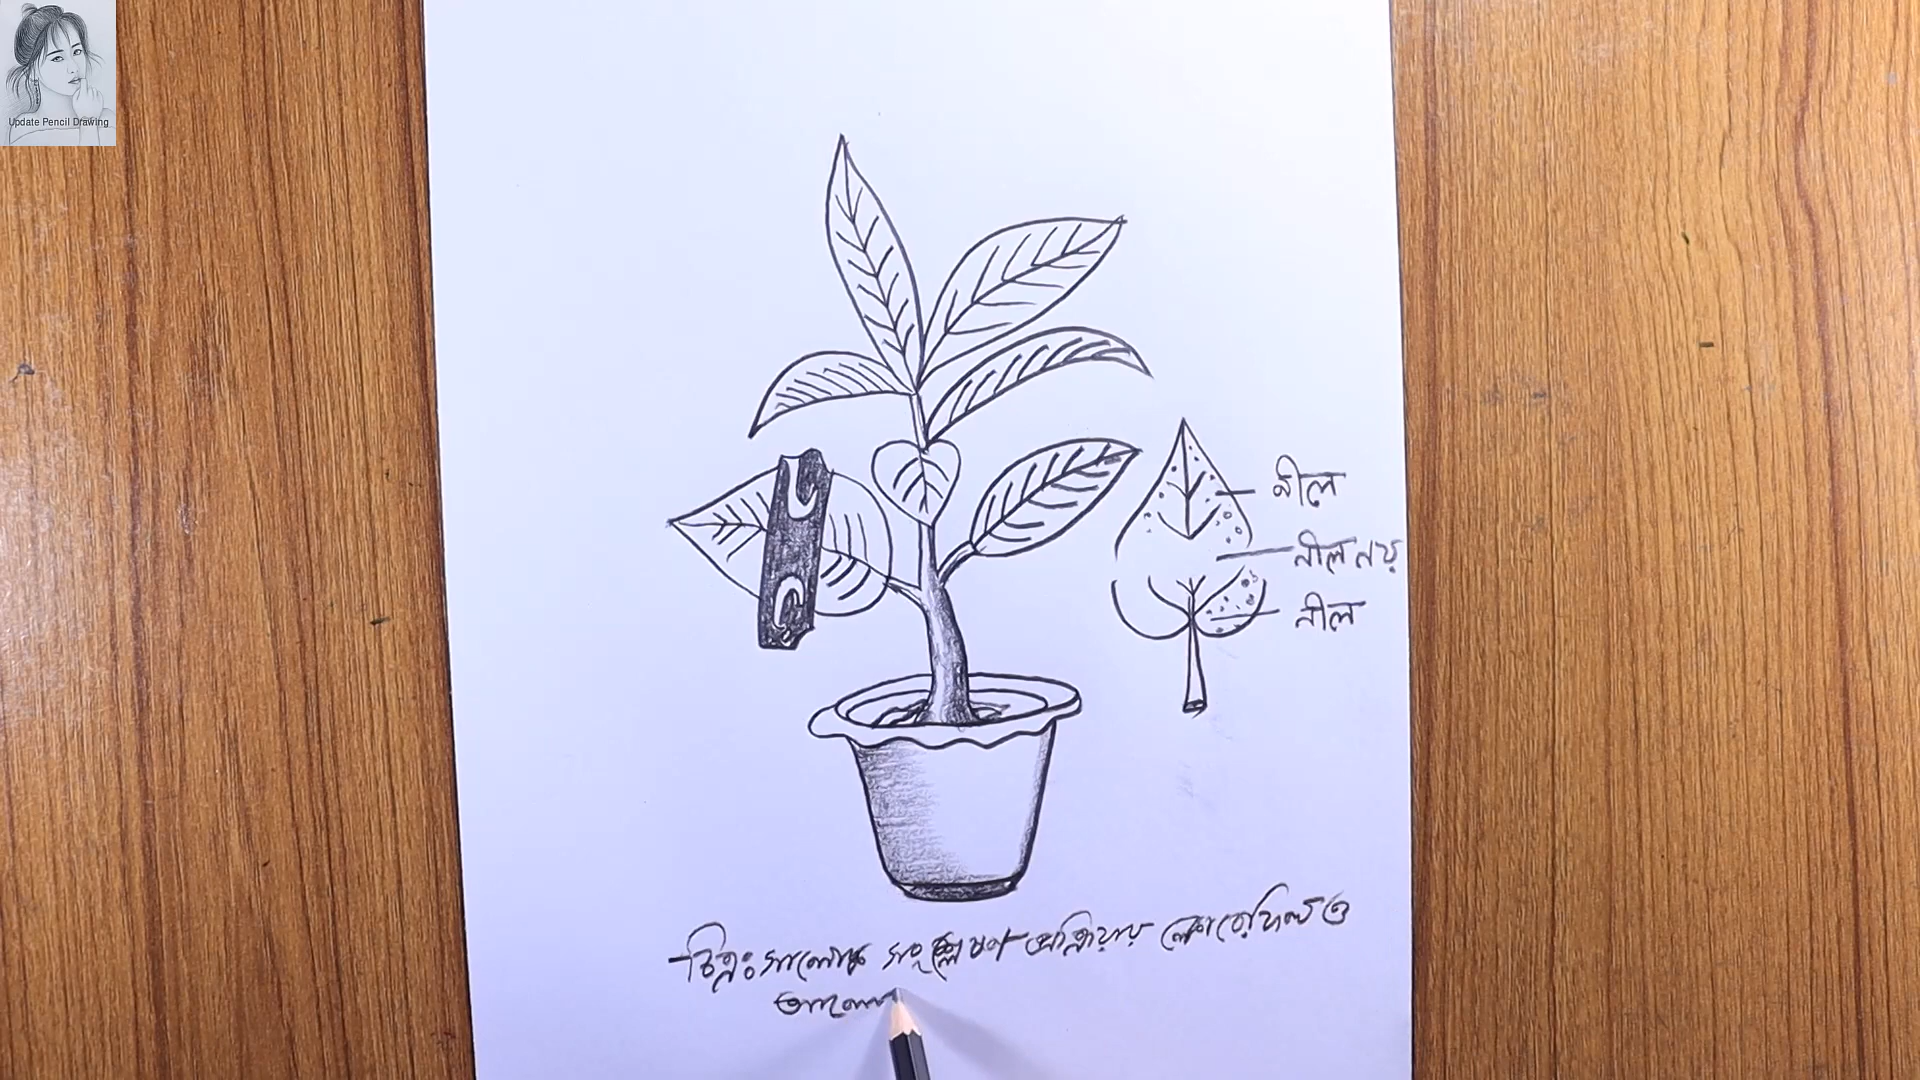 Update Pencil Drawing
নীল
নীল নয়
নীল
চিত্রঃ সালোক সংশ্লেষণ প্রক্রিয়ায় ক্লোরোফিল ও
আলো